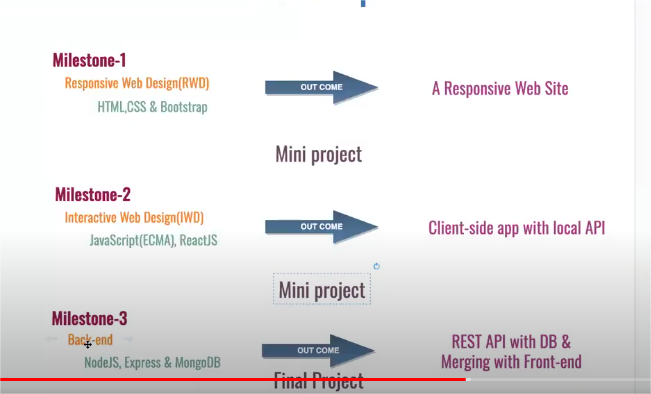 Milestone-1
Responsive Web Design(RWD)
HTML,CSS & Bootstrap
OUT COME
A Responsive Web Site
Mini project
Milestone-2
Interactive Web Design(IWD)
JavaScript(ECMA), ReactJS
OUT COME
Client-side app with local API
Mini project
Milestone-3
Back-end
NodeJS, Express & MongoDB
OUT COME
REST API with DB &
Merging with Front-end
Final Project